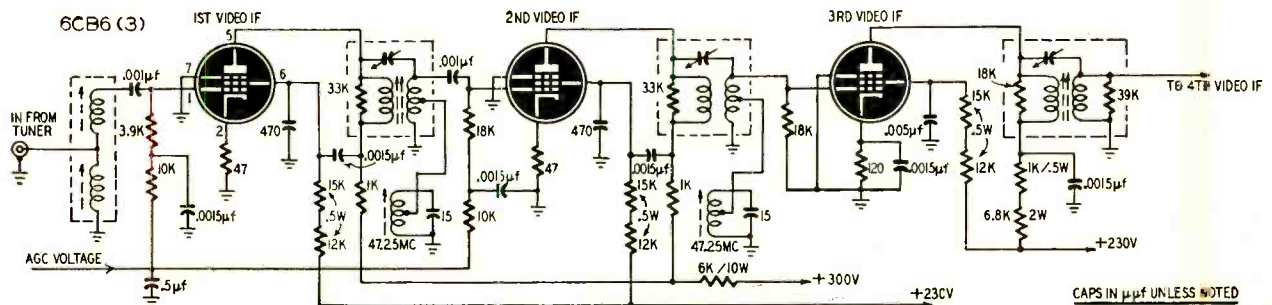 6CB6 (3)
1ST VIDEO IF
2ND VIDEO IF
3RD VIDEO IF
5
7
6
2
.001µf
IN FROM
TUNER
3.9K
10K
.0015µf
47
470
33K
.0015µf
15K
.5W
12K
1K
15
47.25MC
.001µf
18K
.0015µf
10K
47
470
33K
.0015µf
15K
.5W
12K
1K
15
47.25MC
18K
120
.0015µf
.005µf
15K
.5W
12K
18K
39K
TO 4TH VIDEO IF
1K/.5W
.0015µf
6.8K
2W
+230V
AGC VOLTAGE
.5µf
6K/10W
+300V
+230V
CAPS IN µµf UNLESS NOTED